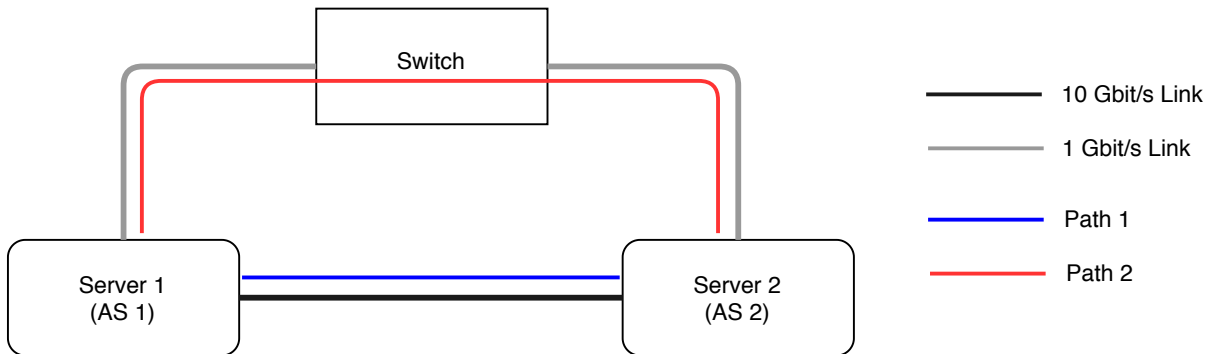 Switch
10 Gbit/s Link
1 Gbit/s Link
Path 1
Path 2
Server 1
(AS 1)
Server 2
(AS 2)